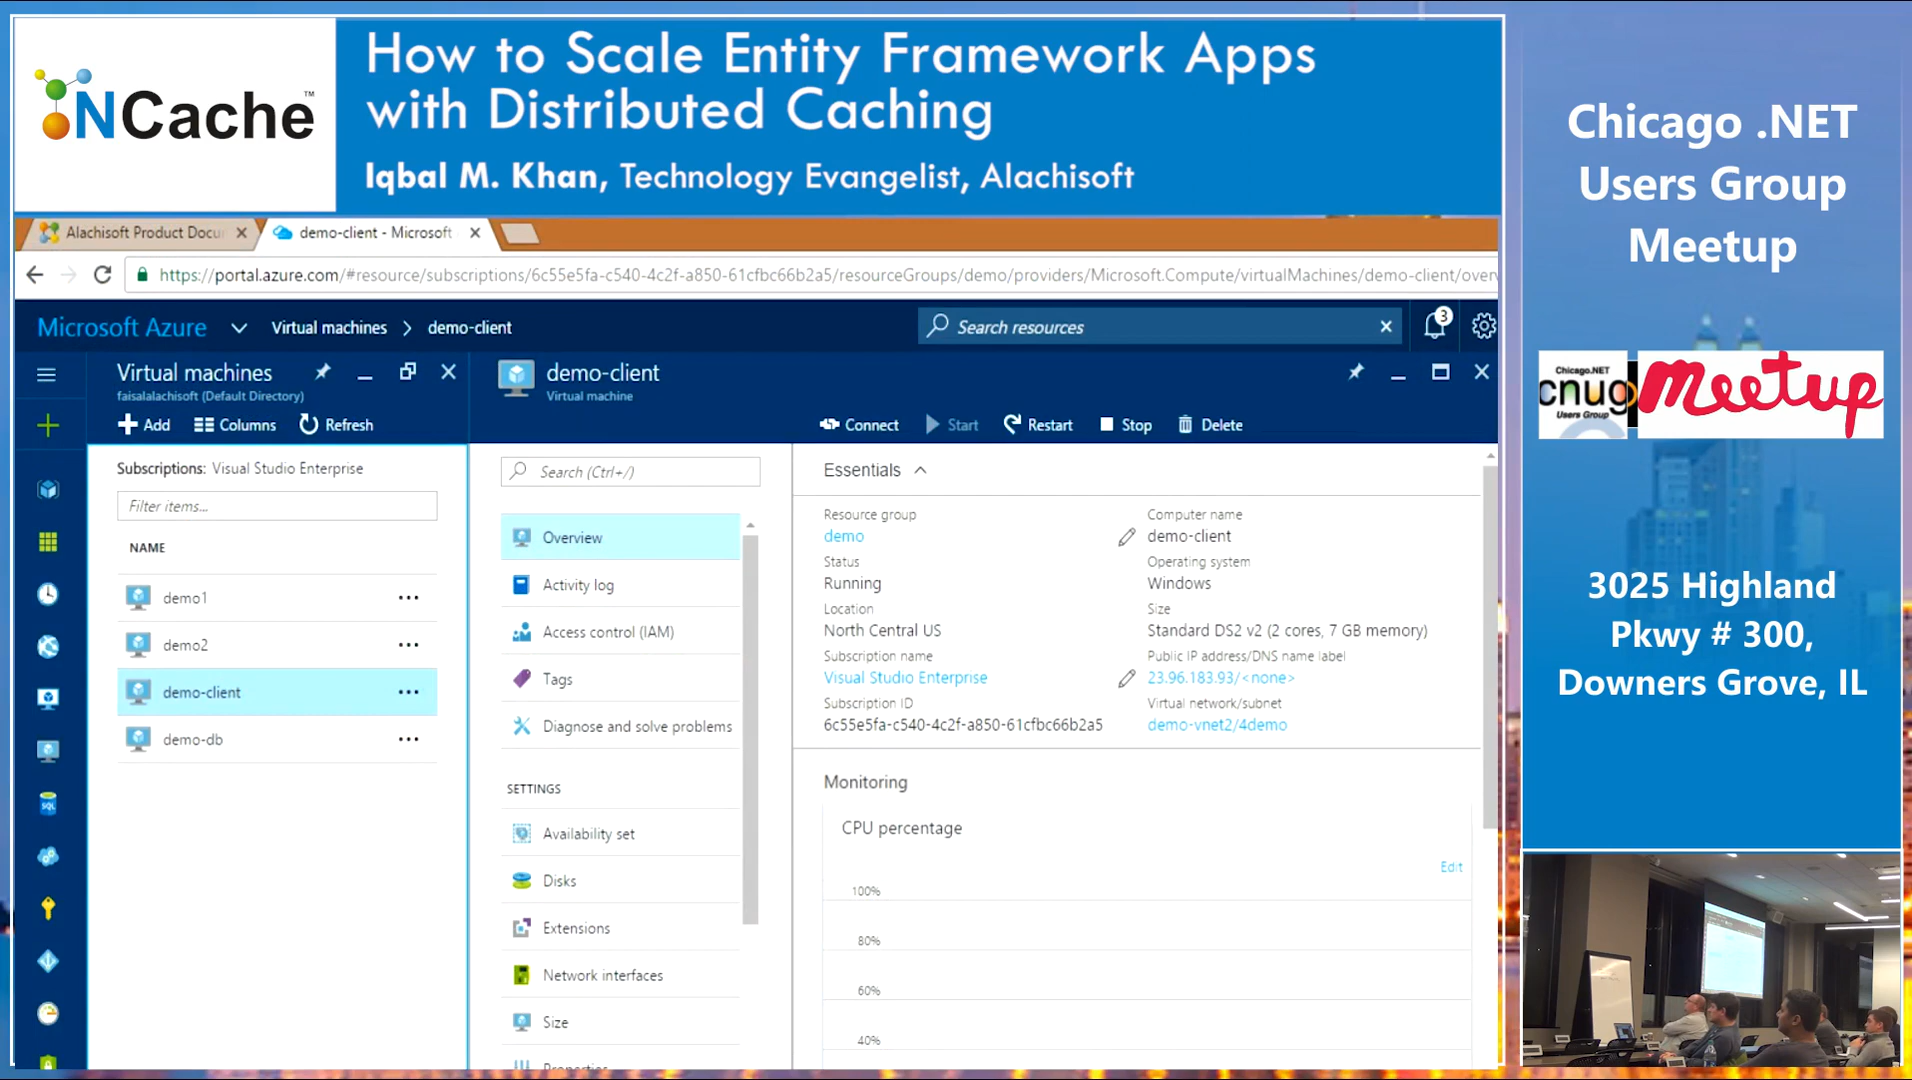 NCache™
How to Scale Entity Framework Apps
with Distributed Caching
Iqbal M. Khan, Technology Evangelist, Alachisoft
Alachisoft Product Docu
demo-client - Microsoft
https://portal.azure.com/#resource/subscriptions/6c55e5fa-c540-4c2f-a850-61cfbc66b2a5/resourceGroups/demo/providers/Microsoft.Compute/virtualMachines/demo-client/overv
Microsoft Azure
Virtual machines > demo-client
Search resources
3
Virtual machines
faisalalachisoft (Default Directory)
Add
Columns
Refresh
Subscriptions: Visual Studio Enterprise
Filter items...
NAME
demo1
demo2
demo-client
demo-db
demo-client
Virtual machine
Connect
Start
Restart
Stop
Delete
Search (Ctrl+/)
Overview
Activity log
Access control (IAM)
Tags
Diagnose and solve problems
SETTINGS
Availability set
Disks
Extensions
Network interfaces
Size
Properties
Essentials
Resource group
demo
Status
Running
Location
North Central US
Subscription name
Visual Studio Enterprise
Subscription ID
6c55e5fa-c540-4c2f-a850-61cfbc66b2a5
Computer name
demo-client
Operating system
Windows
Size
Standard DS2 v2 (2 cores, 7 GB memory)
Public IP address/DNS name label
23.96.183.93/<none>
Virtual network/subnet
demo-vnet2/4demo
Monitoring
CPU percentage
Edit
100%
80%
60%
40%
SQL
Chicago .NET
Users Group
Meetup
Chicago.NET
cnug
Users Group
meetup
3025 Highland
Pkwy # 300,
Downers Grove, IL